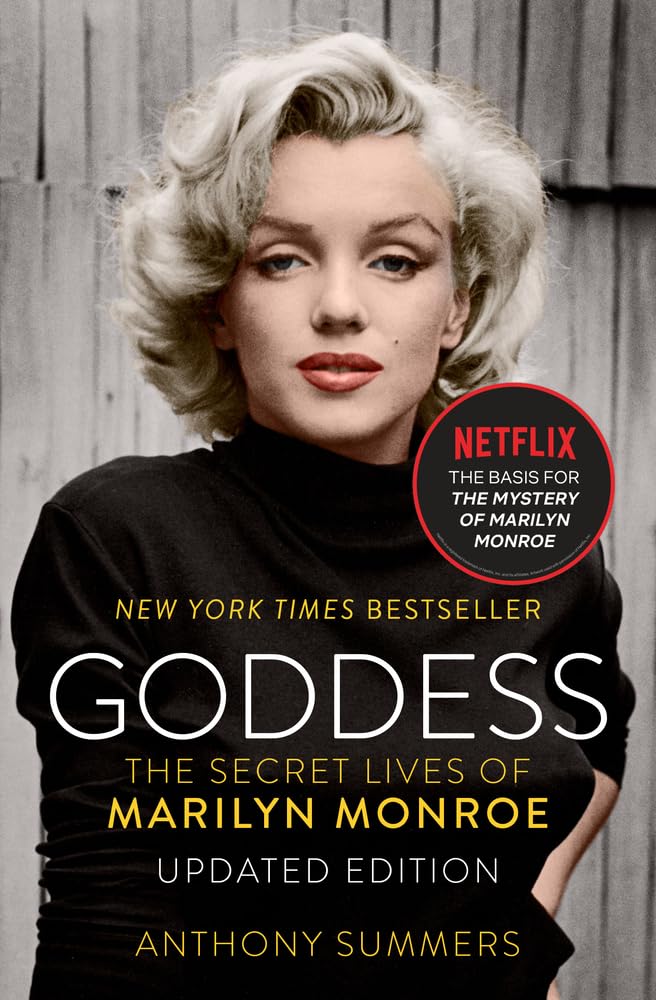 NETFLIX
THE BASIS FOR
THE MYSTERY
OF MARILYN
MONROE
NEW YORK TIMES BESTSELLER
GODDESS
THE SECRET LIVES OF
MARILYN MONROE
UPDATED EDITION
ANTHONY SUMMERS